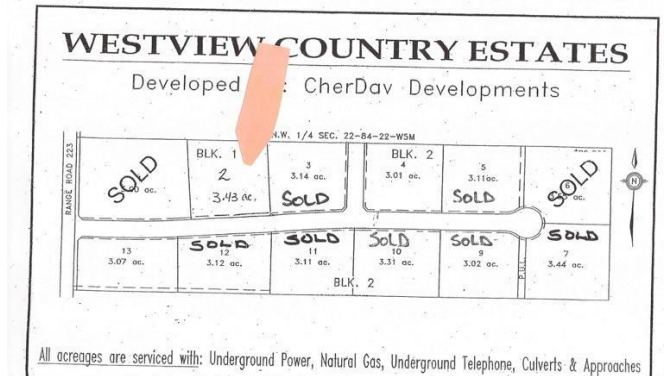 WESTVIEW COUNTRY ESTATES
Developed : CherDav Developments
N.W. 1/4 SEC. 22-84-22-W5M
RANGE ROAD 223
SOLD
ac.
BLK. 1
2
3.43 ac.
3
3.14 ac.
SOLD
BLK. 2
4
3.01 ac.
5
3.11ac.
SOLD
6
SOLD
ac.
N
13
3.07 ac.
SOLD
12
3.12 ac.
SOLD
11
3.11 ac.
SOLD
10
3.31 ac.
SOLD
9
3.02 ac.
P.U.L.
SOLD
7
3.44 ac.
BLK. 2
All acreages are serviced with: Underground Power, Natural Gas, Underground Telephone, Culverts & Approaches